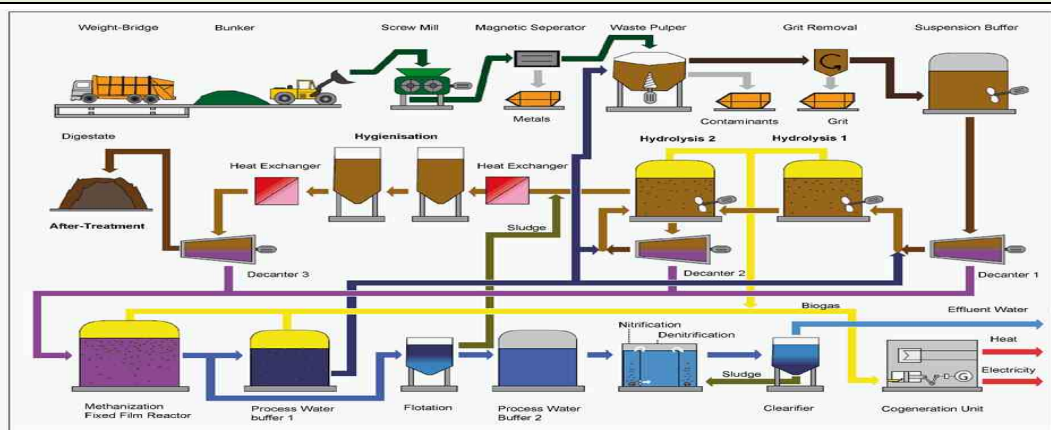 Weight-Bridge
Bunker
Screw Mill
Magnetic Seperator
Waste Pulper
Grit Removal
Suspension Buffer
G
Metals
Contaminants
Grit
Digestate
Hygienisation
Hydrolysis 2
Hydrolysis 1
Heat Exchanger
Heat Exchanger
After-Treatment
Sludge
Decanter 3
Decanter 2
Decanter 1
Biogas
Effluent Water
Nitrification
Denitrification
Heat
Electricity
Sludge
G
Methanization
Fixed Film Reactor
Process Water
buffer 1
Flotation
Process Water
Buffer 2
Clearifier
Cogeneration Unit